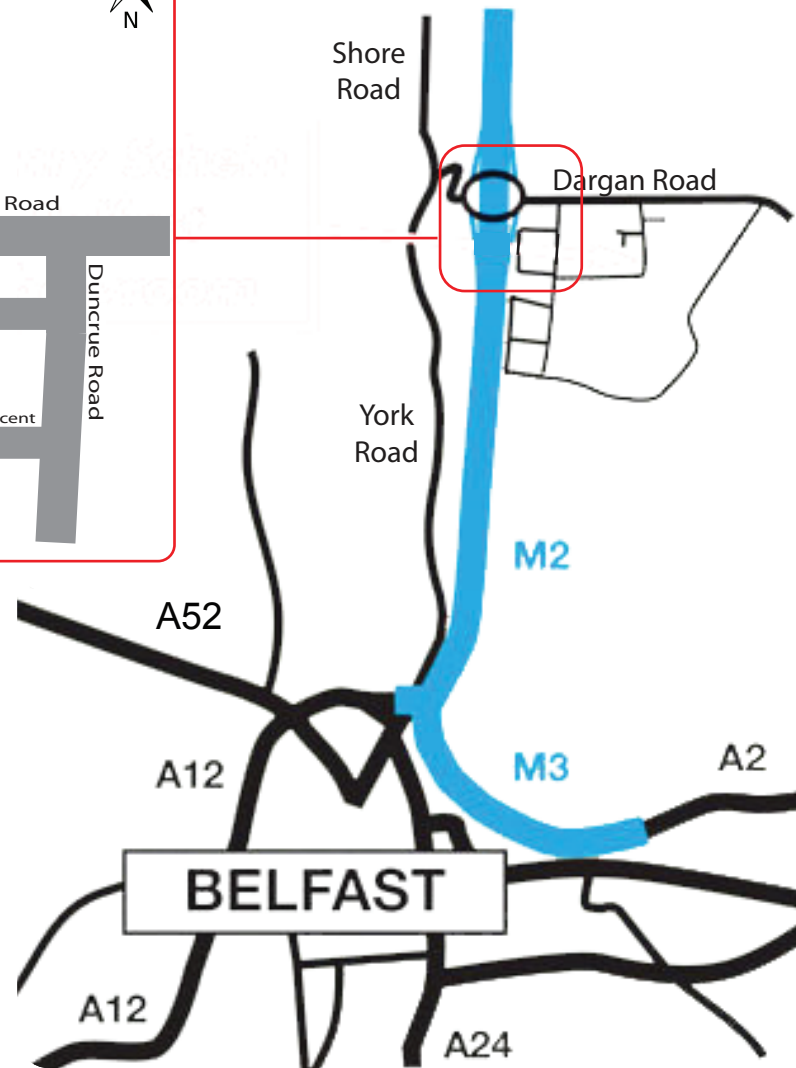 N
Shore
Road
Dargan Road
Road
Duncrue Road
cent
York
Road
M2
A52
A12
M3
A2
BELFAST
A12
A24